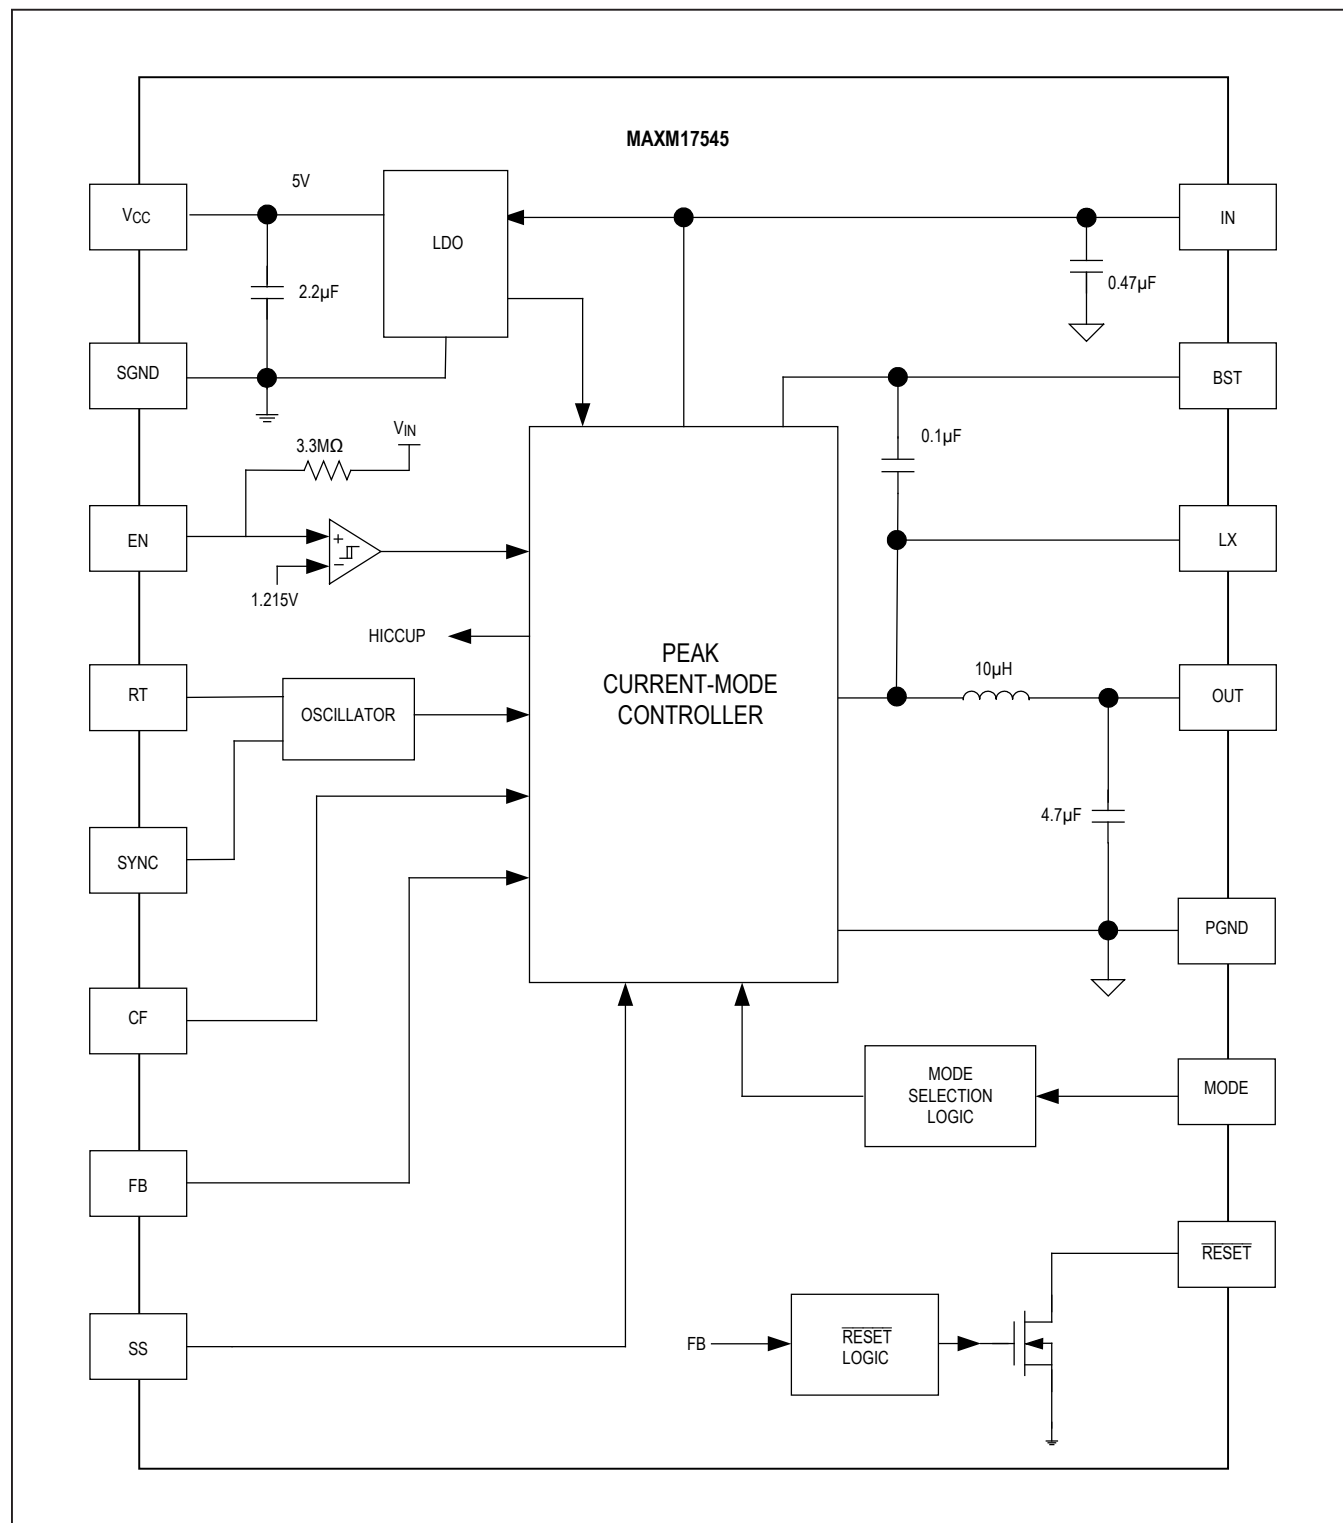 MAXM17545
5V
VCC
LDO
IN
2.2µF
0.47µF
SGND
BST
VIN
3.3MΩ
0.1µF
EN
+
−
LX
1.215V
HICCUP
PEAK
CURRENT-MODE
CONTROLLER
10µH
RT
OSCILLATOR
OUT
4.7µF
SYNC
PGND
CF
MODE
SELECTION
LOGIC
MODE
FB
RESET
SS
FB
RESET
LOGIC